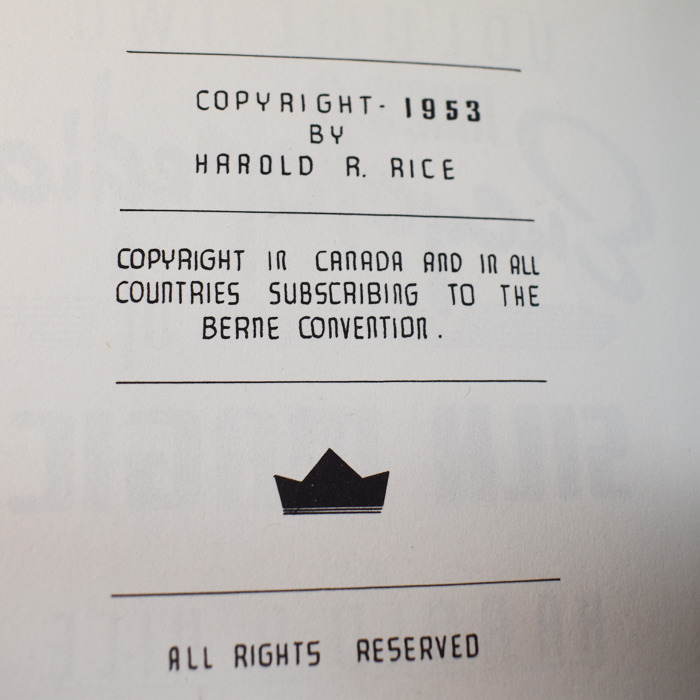 COPYRIGHT- 1953
BY
HAROLD R. RICE
COPYRIGHT IN CANADA AND IN ALL
COUNTRIES SUBSCRIBING TO THE
BERNE CONVENTION.
ALL RIGHTS RESERVED